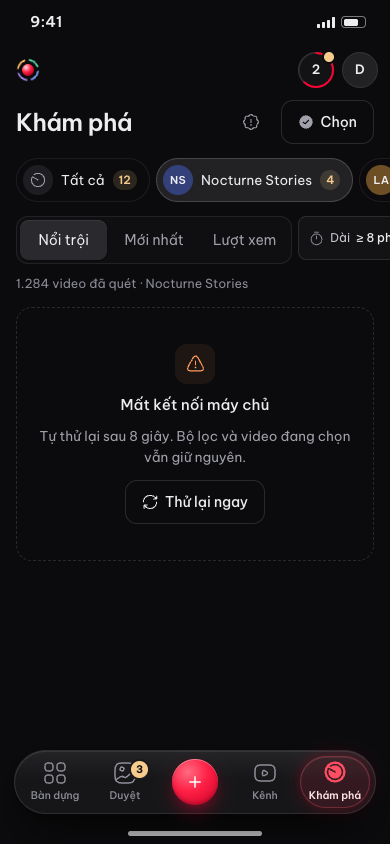 9:41
2
D
Khám phá
Chọn
Tất cả 12
NS Nocturne Stories 4
LA
Nổi trội
Mới nhất
Lượt xem
Dài ≥ 8 ph
1.284 video đã quét · Nocturne Stories
Mất kết nối máy chủ
Tự thử lại sau 8 giây. Bộ lọc và video đang chọn
vẫn giữ nguyên.
Thử lại ngay
3
Bàn dựng
Duyệt
Kênh
Khám phá